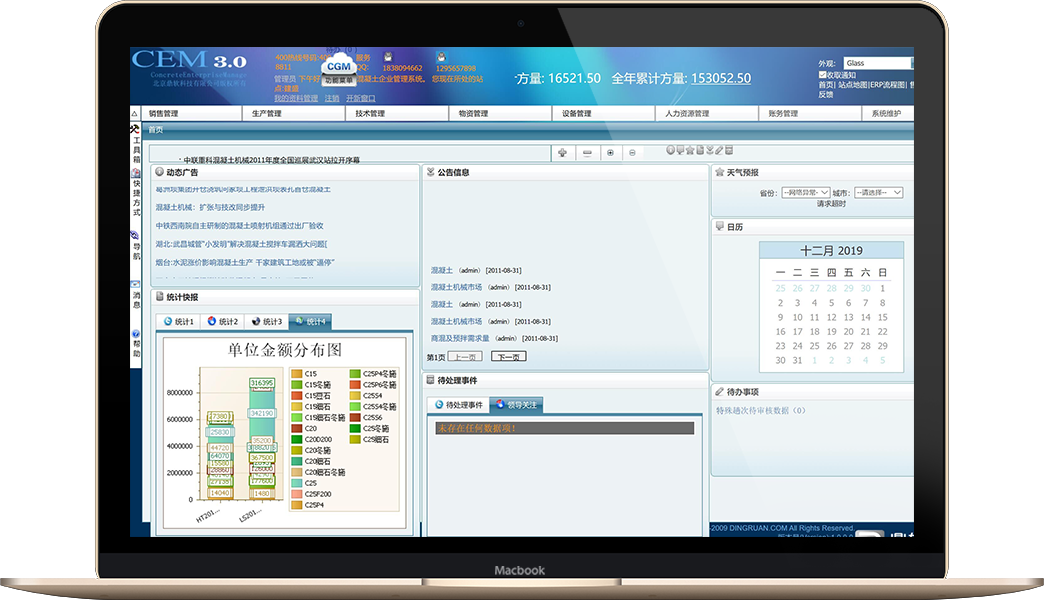 CEM 3.0
ConcreteEnterpriseManage
400热线号码:40
服务
8811
QQ:
1838094662
1295657898
管理员 下午好
混凝土企业管理系统。
您现在所处的站
点:建盛
我的资料管理 注销 开新窗口
CGM
功能菜单
方量: 16521.50 全年累计方量: 153052.50
外观: Glass
收取通知
首页| 站点地图|ERP流程图|
反馈
销售管理
生产管理
技术管理
物资管理
设备管理
人力资源管理
账务管理
系统维护
首页
工具箱
快捷方式
导航
消息
帮助
· 中联重科混凝土机械2011年度全国巡展武汉站拉开序幕
动态广告
混凝土机械：扩张与技改同步提升
中铁西南院自主研制的混凝土喷射机组通过出厂验收
湖北:武昌城管"小发明"解决混凝土搅拌车漏洒大问题[
烟台:水泥涨价影响混凝土生产 千家建筑工地或被"逼停"
统计快报
统计1
统计2
统计3
统计4
单位金额分布图
8000000
6000000
4000000
2000000
0
7380
25830
44720
64070
15580
28860
27138
14040
316395
342190
35200
367500
126000
177600
1480
HT201...
LS201...
C15
C15冬施
C15豆石
C15细石
C15细石冬施
C20
C20D200
C20冬施
C20细石
C20细石冬施
C25
C25F200
C25P4
C25P4冬施
C25P6冬施
C25S4
C25S4冬施
C25S6
C25冬施
C25细石
公告信息
混凝土 (admin) [2011-08-31]
混凝土机械市场 (admin) [2011-08-31]
混凝土 (admin) [2011-08-31]
混凝土机械市场 (admin) [2011-08-31]
商混及预拌需求量 (admin) [2011-08-31]
第1页 上一页 下一页
待处理事件
待处理事件
领导关注
未存在任何数据项!
天气预报
省份: --网络异常- 城市: --请选择--
请求超时
日历
十二月 2019
一 二 三 四 五 六 日
25 26 27 28 29 30 1
2 3 4 5 6 7 8
9 10 11 12 13 14 15
16 17 18 19 20 21 22
23 24 25 26 27 28 29
30 31 1 2 3 4 5
待办事项
特殊趟次待审核数据（0）
2009 DINGRUAN.COM All Rights Reserved.
Macbook